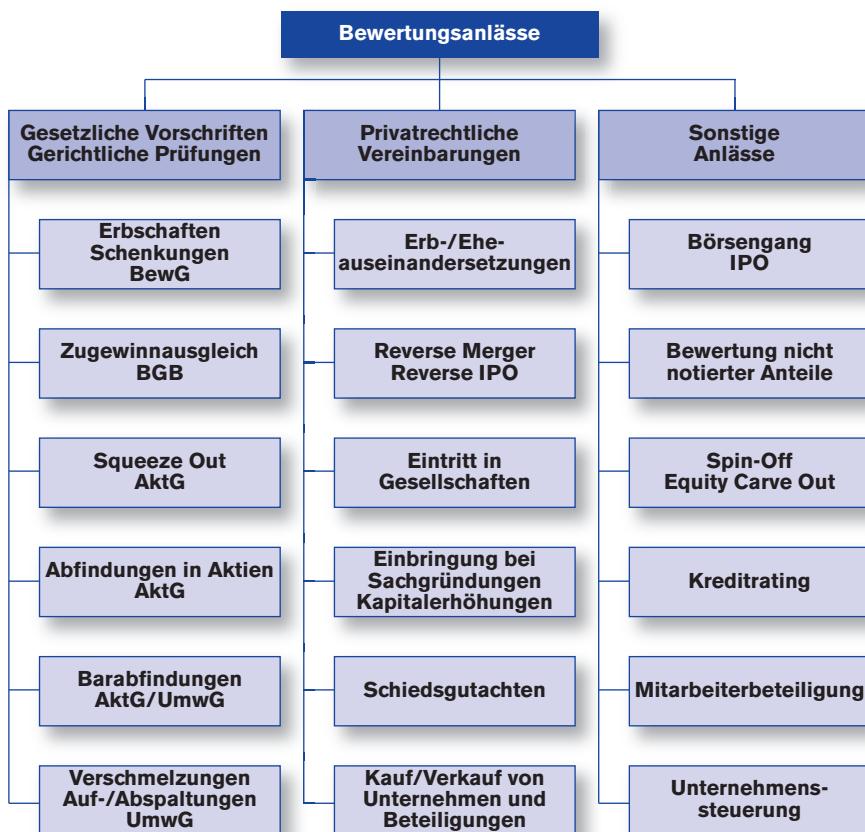 Bewertungsanlässe
Gesetzliche Vorschriften
Gerichtliche Prüfungen
Erbschaften
Schenkungen
BewG
Zugewinnausgleich
BGB
Squeeze Out
AktG
Abfindungen in Aktien
AktG
Barabfindungen
AktG/UmwG
Verschmelzungen
Auf-/Abspaltungen
UmwG
Privatrechtliche
Vereinbarungen
Erb-/Ehe-
auseinandersetzungen
Reverse Merger
Reverse IPO
Eintritt in
Gesellschaften
Einbringung bei
Sachgründungen
Kapitalerhöhungen
Schiedsgutachten
Kauf/Verkauf von
Unternehmen und
Beteiligungen
Sonstige
Anlässe
Börsengang
IPO
Bewertung nicht
notierter Anteile
Spin-Off
Equity Carve Out
Kreditrating
Mitarbeiterbeteiligung
Unternehmens-
steuerung